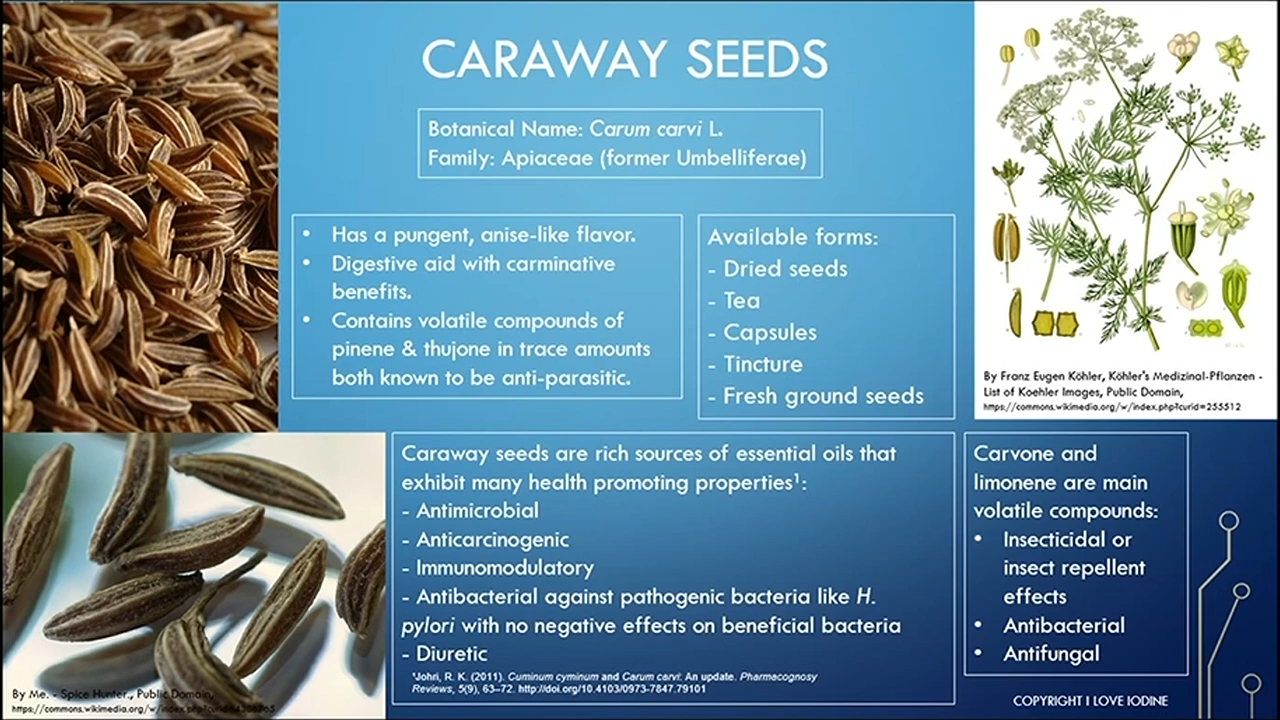 CARAWAY SEEDS
Botanical Name: Carum carvi L.
Family: Apiaceae (former Umbelliferae)
• Has a pungent, anise-like flavor.
• Digestive aid with carminative
benefits.
• Contains volatile compounds of
pinene & thujone in trace amounts
both known to be anti-parasitic.
Available forms:
- Dried seeds
- Tea
- Capsules
- Tincture
- Fresh ground seeds
By Franz Eugen Köhler, Köhler's Medizinal-Pflanzen -
List of Koehler Images, Public Domain,
https://commons.wikimedia.org/w/index.php?curid=255512
Caraway seeds are rich sources of essential oils that
exhibit many health promoting properties¹:
- Antimicrobial
- Anticarcinogenic
- Immunomodulatory
- Antibacterial against pathogenic bacteria like H.
pylori with no negative effects on beneficial bacteria
- Diuretic
¹Johri, R. K. (2011). Cuminum cyminum and Carum carvi: An update. Pharmacognosy
Reviews, 5(9), 63–72. http://doi.org/10.4103/0973-7847.79101
Carvone and
limonene are main
volatile compounds:
• Insecticidal or
insect repellent
effects
• Antibacterial
• Antifungal
By Me. - Spice Hunter., Public Domain,
https://commons.wikimedia.org/w/index.php?
COPYRIGHT I LOVE IODINE